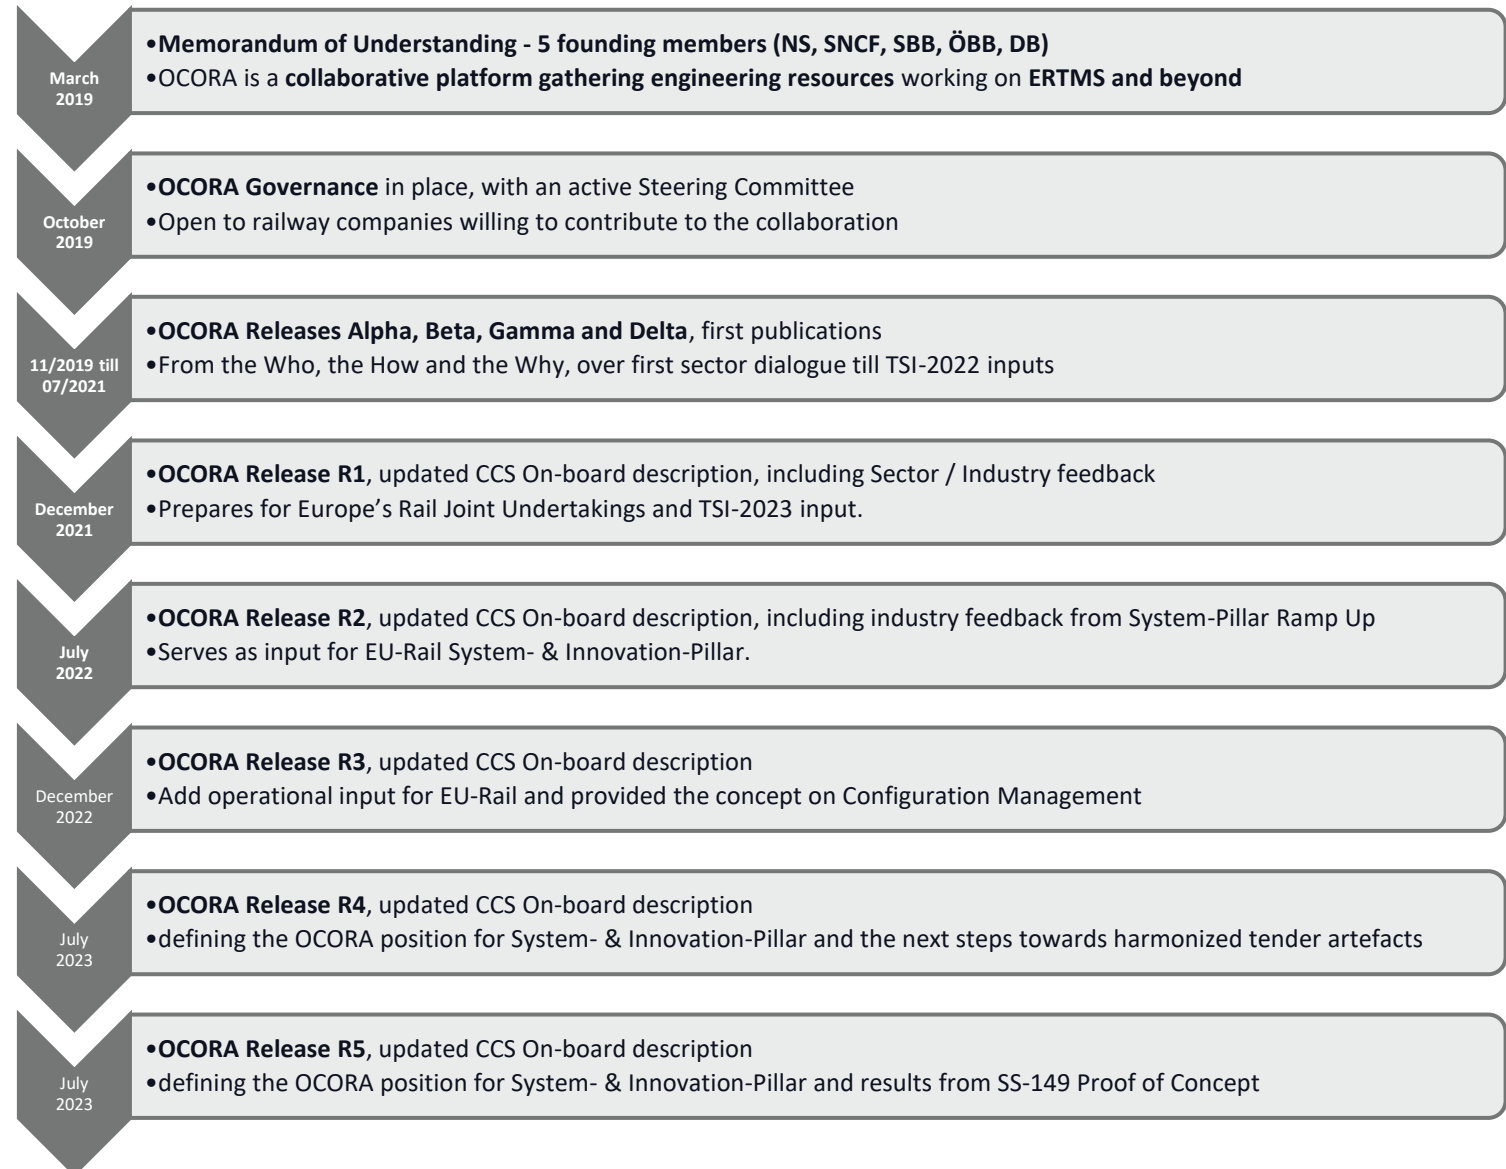 March
2019
•Memorandum of Understanding - 5 founding members (NS, SNCF, SBB, ÖBB, DB)
•OCORA is a collaborative platform gathering engineering resources working on ERTMS and beyond
October
2019
•OCORA Governance in place, with an active Steering Committee
•Open to railway companies willing to contribute to the collaboration
11/2019 till
07/2021
•OCORA Releases Alpha, Beta, Gamma and Delta, first publications
•From the Who, the How and the Why, over first sector dialogue till TSI-2022 inputs
December
2021
•OCORA Release R1, updated CCS On-board description, including Sector / Industry feedback
•Prepares for Europe’s Rail Joint Undertakings and TSI-2023 input.
July
2022
•OCORA Release R2, updated CCS On-board description, including industry feedback from System-Pillar Ramp Up
•Serves as input for EU-Rail System- & Innovation-Pillar.
December
2022
•OCORA Release R3, updated CCS On-board description
•Add operational input for EU-Rail and provided the concept on Configuration Management
July
2023
•OCORA Release R4, updated CCS On-board description
•defining the OCORA position for System- & Innovation-Pillar and the next steps towards harmonized tender artefacts
July
2023
•OCORA Release R5, updated CCS On-board description
•defining the OCORA position for System- & Innovation-Pillar and results from SS-149 Proof of Concept